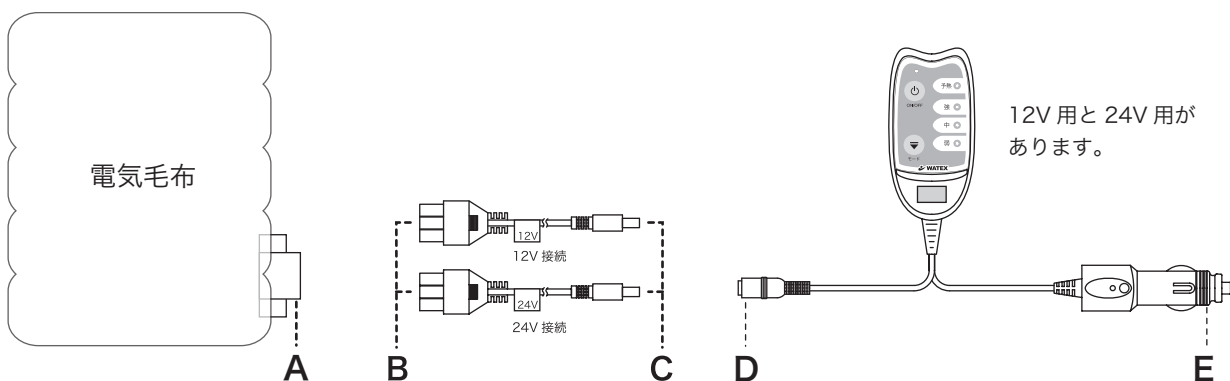 電気毛布
A
12V
12V 接続
24V
24V 接続
B
C
予熱
ON/OFF
強
中
弱
モード
WATEX
12V 用と 24V 用が
あります。
D
E